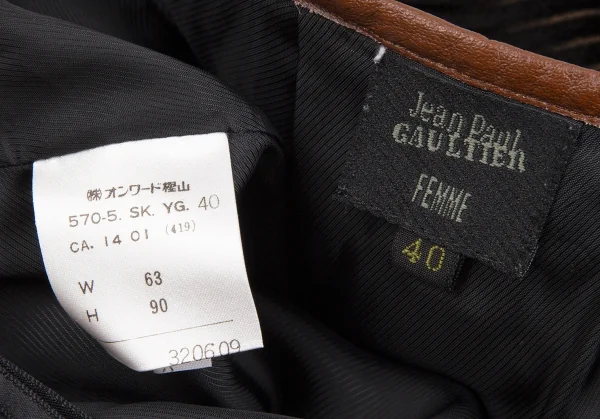 ㈱オンワード樫山
570-5. SK. YG. 40
CA. 14 01 (419)
W 63
H 90
320609
Jean Paul
GAULTIER
FEMME
40